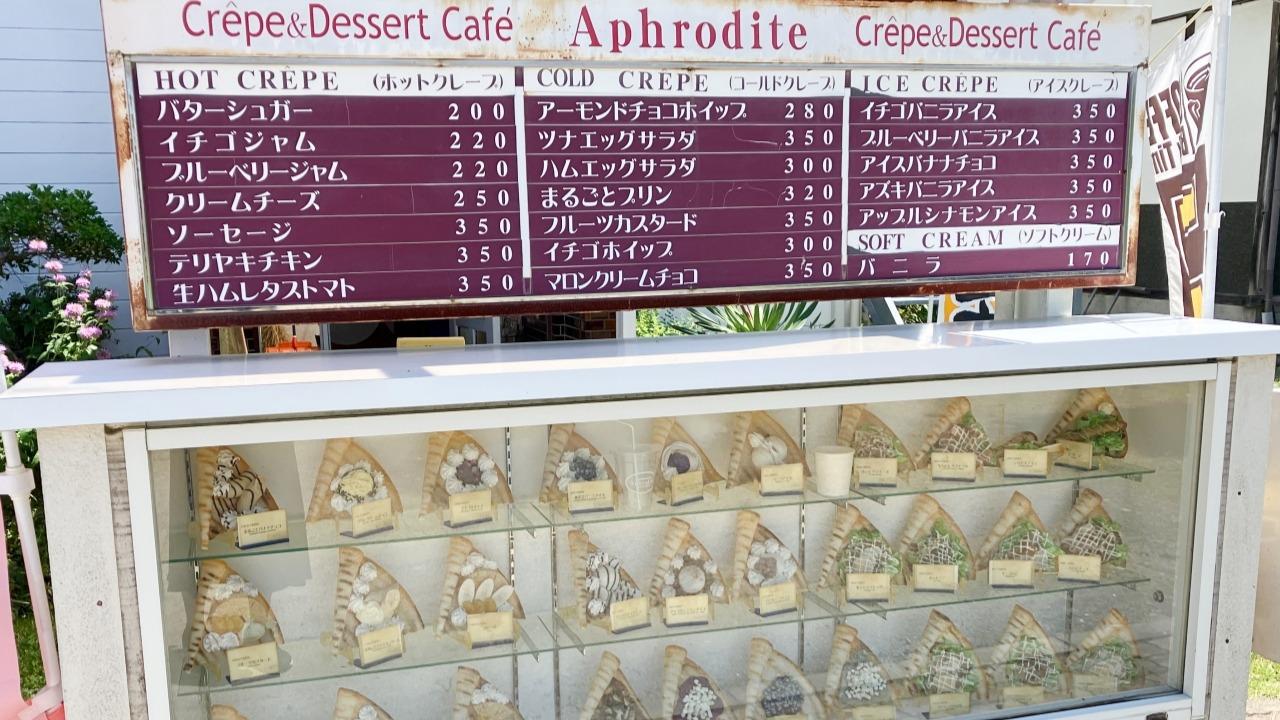 Crêpe&Dessert Café Aphrodite Crêpe&Dessert Café
HOT CRÊPE (ホットクレープ)
バターシュガー 200
イチゴジャム 220
ブルーベリージャム 220
クリームチーズ 250
ソーセージ 350
テリヤキチキン 350
生ハムレタストマト 350
COLD CRÊPE (コールドクレープ)
アーモンドチョコホイップ 280
ツナエッグサラダ 350
ハムエッグサラダ 300
まるごとプリン 320
フルーツカスタード 350
イチゴホイップ 300
マロンクリームチョコ 350
ICE CRÊPE (アイスクレープ)
イチゴバニラアイス 350
ブルーベリーバニラアイス 350
アイスバナナチョコ 350
アズキバニラアイス 350
アップルシナモンアイス 350
SOFT CREAM (ソフトクリーム)
バニラ 170